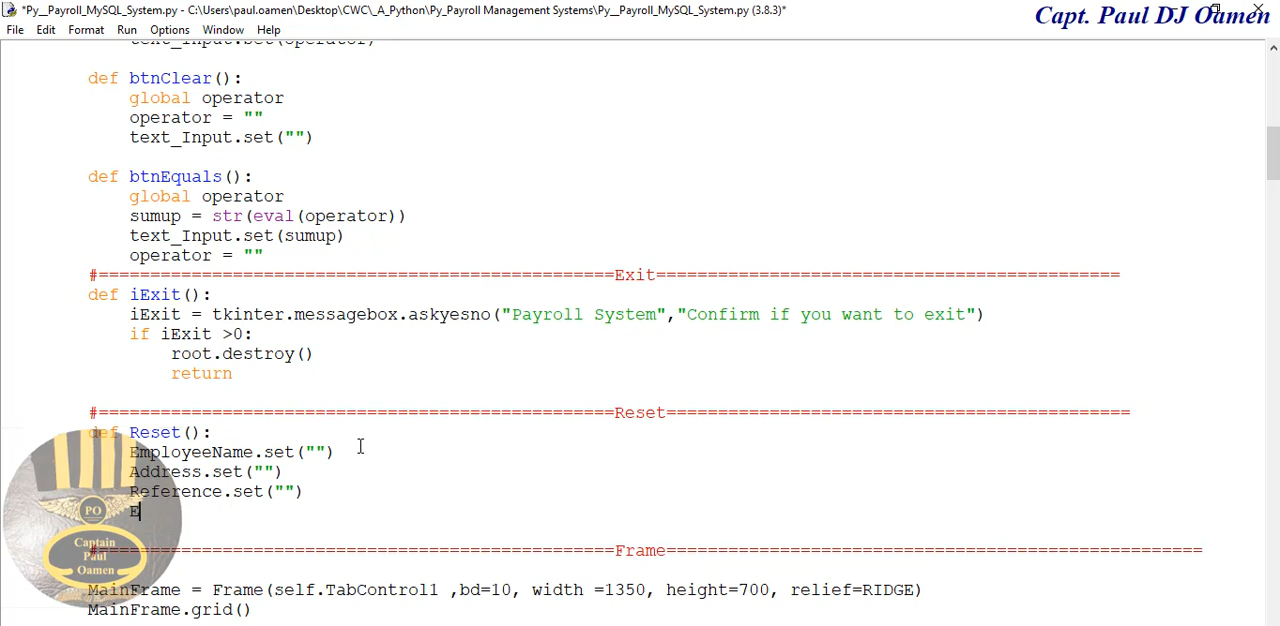 *Py__Payroll_MySQL_System.py - C:\Users\paul.oamen\Desktop\CWC\_A_Python\Py_Payroll Management Systems\Py__Payroll_MySQL_System.py (3.8.3)*
Capt. Paul DJ Oamen
File Edit Format Run Options Window Help
text_Input.set(operator)
def btnClear():
global operator
operator = ""
text_Input.set("")
def btnEquals():
global operator
sumup = str(eval(operator))
text_Input.set(sumup)
operator = ""
#==================================================Exit=============================================
def iExit():
iExit = tkinter.messagebox.askyesno("Payroll System","Confirm if you want to exit")
if iExit >0:
root.destroy()
return
#==================================================Reset=============================================
def Reset():
EmployeeName.set("")
Address.set("")
Reference.set("")
E
PO
Captain
Paul
Oamen
#==================================================Frame====================================================
MainFrame = Frame(self.TabControl1 ,bd=10, width =1350, height=700, relief=RIDGE)
MainFrame.grid()